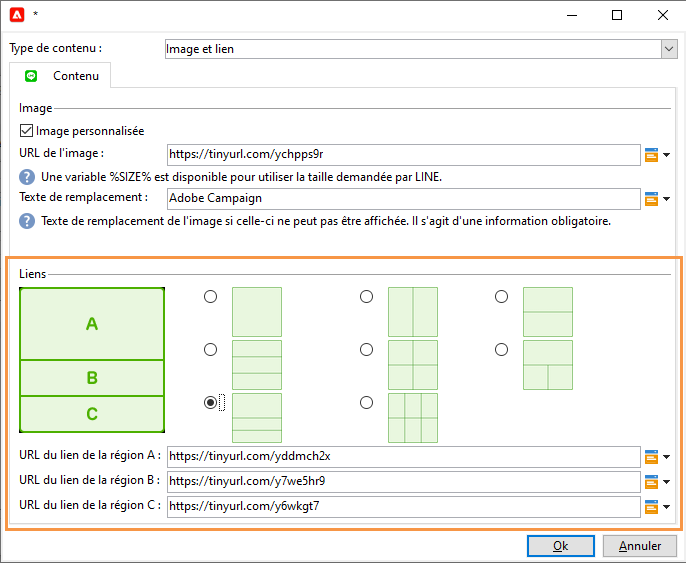 *
Type de contenu :
Image et lien
Contenu
Image
Image personnalisée
URL de l'image :
https://tinyurl.com/ychpps9r
Une variable %SIZE% est disponible pour utiliser la taille demandée par LINE.
Texte de remplacement :
Adobe Campaign
Texte de remplacement de l'image si celle-ci ne peut pas être affichée. Il s'agit d'une information obligatoire.
Liens
A
B
C
URL du lien de la région A :
https://tinyurl.com/yddmch2x
URL du lien de la région B :
https://tinyurl.com/y7we5hr9
URL du lien de la région C :
https://tinyurl.com/y6wkgt7
Ok
Annuler